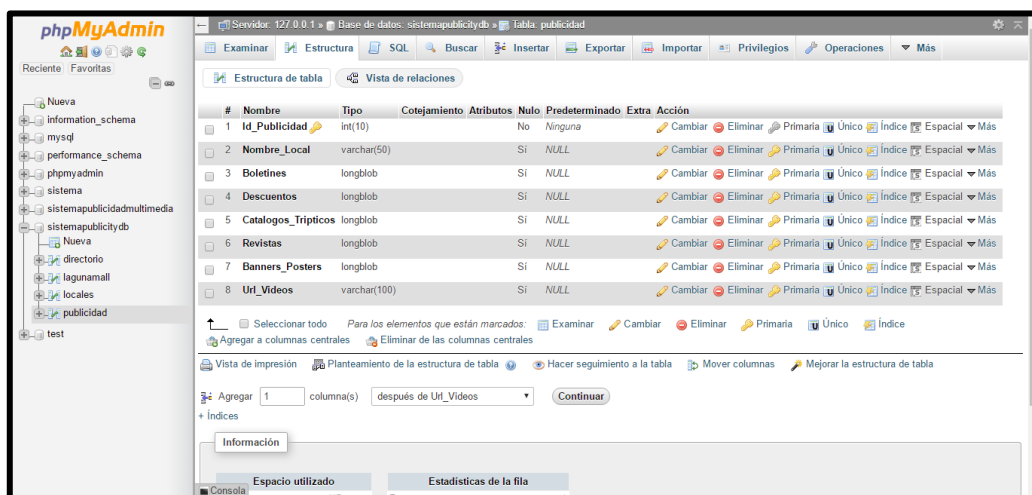 phpMyAdmin
Reciente Favoritas
Nueva
information_schema
mysql
performance_schema
phpmyadmin
sistema
sistemapublicidadmultimedia
sistemapublicitydb
Nueva
directorio
lagunamall
locales
publicidad
test
Servidor: 127.0.0.1 » Base de datos: sistemapublicitydb » Tabla: publicidad
Examinar Estructura SQL Buscar Insertar Exportar Importar Privilegios Operaciones Más
Estructura de tabla Vista de relaciones
# Nombre Tipo Cotejamiento Atributos Nulo Predeterminado Extra Acción
1 Id_Publicidad int(10) No Ninguna Cambiar Eliminar Primaria Único Índice Espacial Más
2 Nombre_Local varchar(50) Sí NULL Cambiar Eliminar Primaria Único Índice Espacial Más
3 Boletines longblob Sí NULL Cambiar Eliminar Primaria Único Índice Espacial Más
4 Descuentos longblob Sí NULL Cambiar Eliminar Primaria Único Índice Espacial Más
5 Catalogos_Tripticos longblob Sí NULL Cambiar Eliminar Primaria Único Índice Espacial Más
6 Revistas longblob Sí NULL Cambiar Eliminar Primaria Único Índice Espacial Más
7 Banners_Posters longblob Sí NULL Cambiar Eliminar Primaria Único Índice Espacial Más
8 Url_Videos varchar(100) Sí NULL Cambiar Eliminar Primaria Único Índice Espacial Más
Seleccionar todo Para los elementos que están marcados: Examinar Cambiar Eliminar Primaria Único Índice
Agregar a columnas centrales Eliminar de las columnas centrales
Vista de impresión Planteamiento de la estructura de tabla Hacer seguimiento a la tabla Mover columnas Mejorar la estructura de tabla
Agregar 1 columna(s) después de Url_Videos Continuar
+ Índices
Información
Espacio utilizado Estadísticas de la fila
Consola